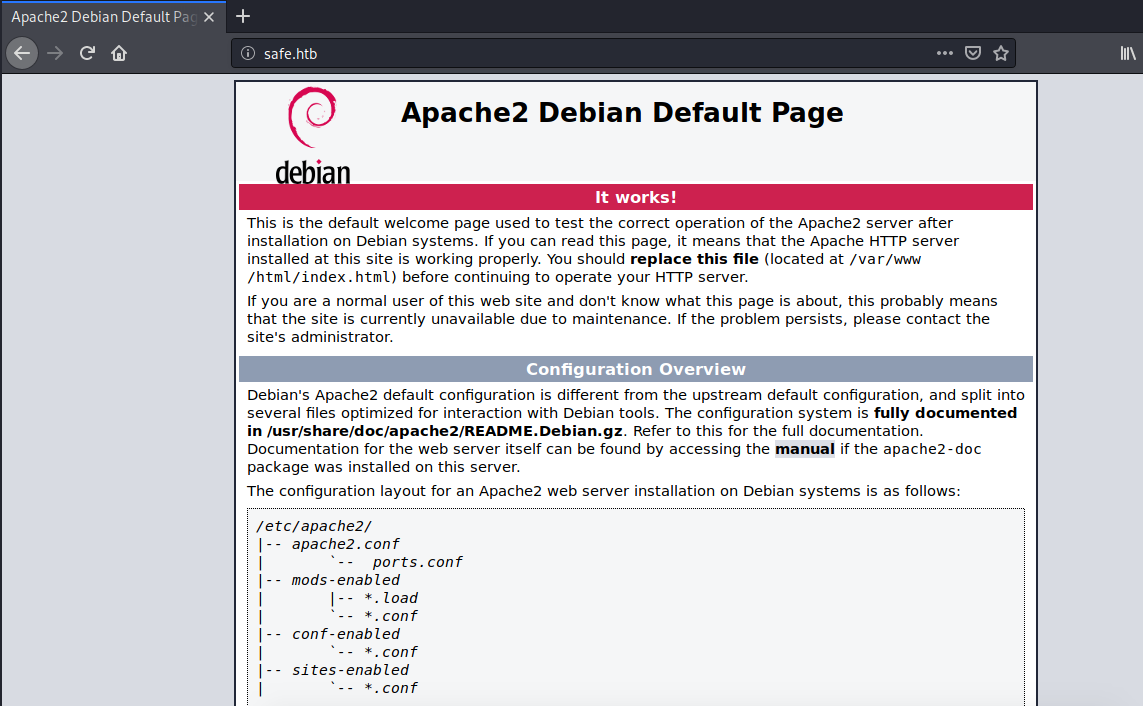 Apache2 Debian Default Pag
safe.htb
debian
Apache2 Debian Default Page
It works!
This is the default welcome page used to test the correct operation of the Apache2 server after
installation on Debian systems. If you can read this page, it means that the Apache HTTP server
installed at this site is working properly. You should replace this file (located at /var/www
/html/index.html) before continuing to operate your HTTP server.
If you are a normal user of this web site and don't know what this page is about, this probably means
that the site is currently unavailable due to maintenance. If the problem persists, please contact the
site's administrator.
Configuration Overview
Debian's Apache2 default configuration is different from the upstream default configuration, and split into
several files optimized for interaction with Debian tools. The configuration system is fully documented
in /usr/share/doc/apache2/README.Debian.gz. Refer to this for the full documentation.
Documentation for the web server itself can be found by accessing the manual if the apache2-doc
package was installed on this server.
The configuration layout for an Apache2 web server installation on Debian systems is as follows:
/etc/apache2/
|-- apache2.conf
|       `--  ports.conf
|-- mods-enabled
|       |-- *.load
|       `-- *.conf
|-- conf-enabled
|       `-- *.conf
|-- sites-enabled
|       `-- *.conf